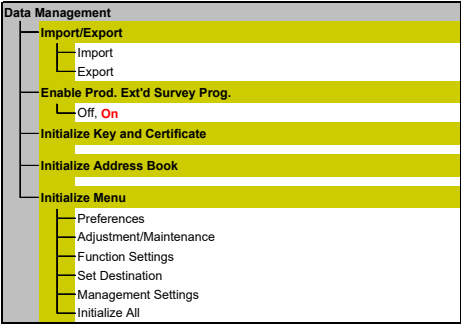 Data Management
Import/Export
Import
Export
Enable Prod. Ext'd Survey Prog.
Off, On
Initialize Key and Certificate
Initialize Address Book
Initialize Menu
Preferences
Adjustment/Maintenance
Function Settings
Set Destination
Management Settings
Initialize All